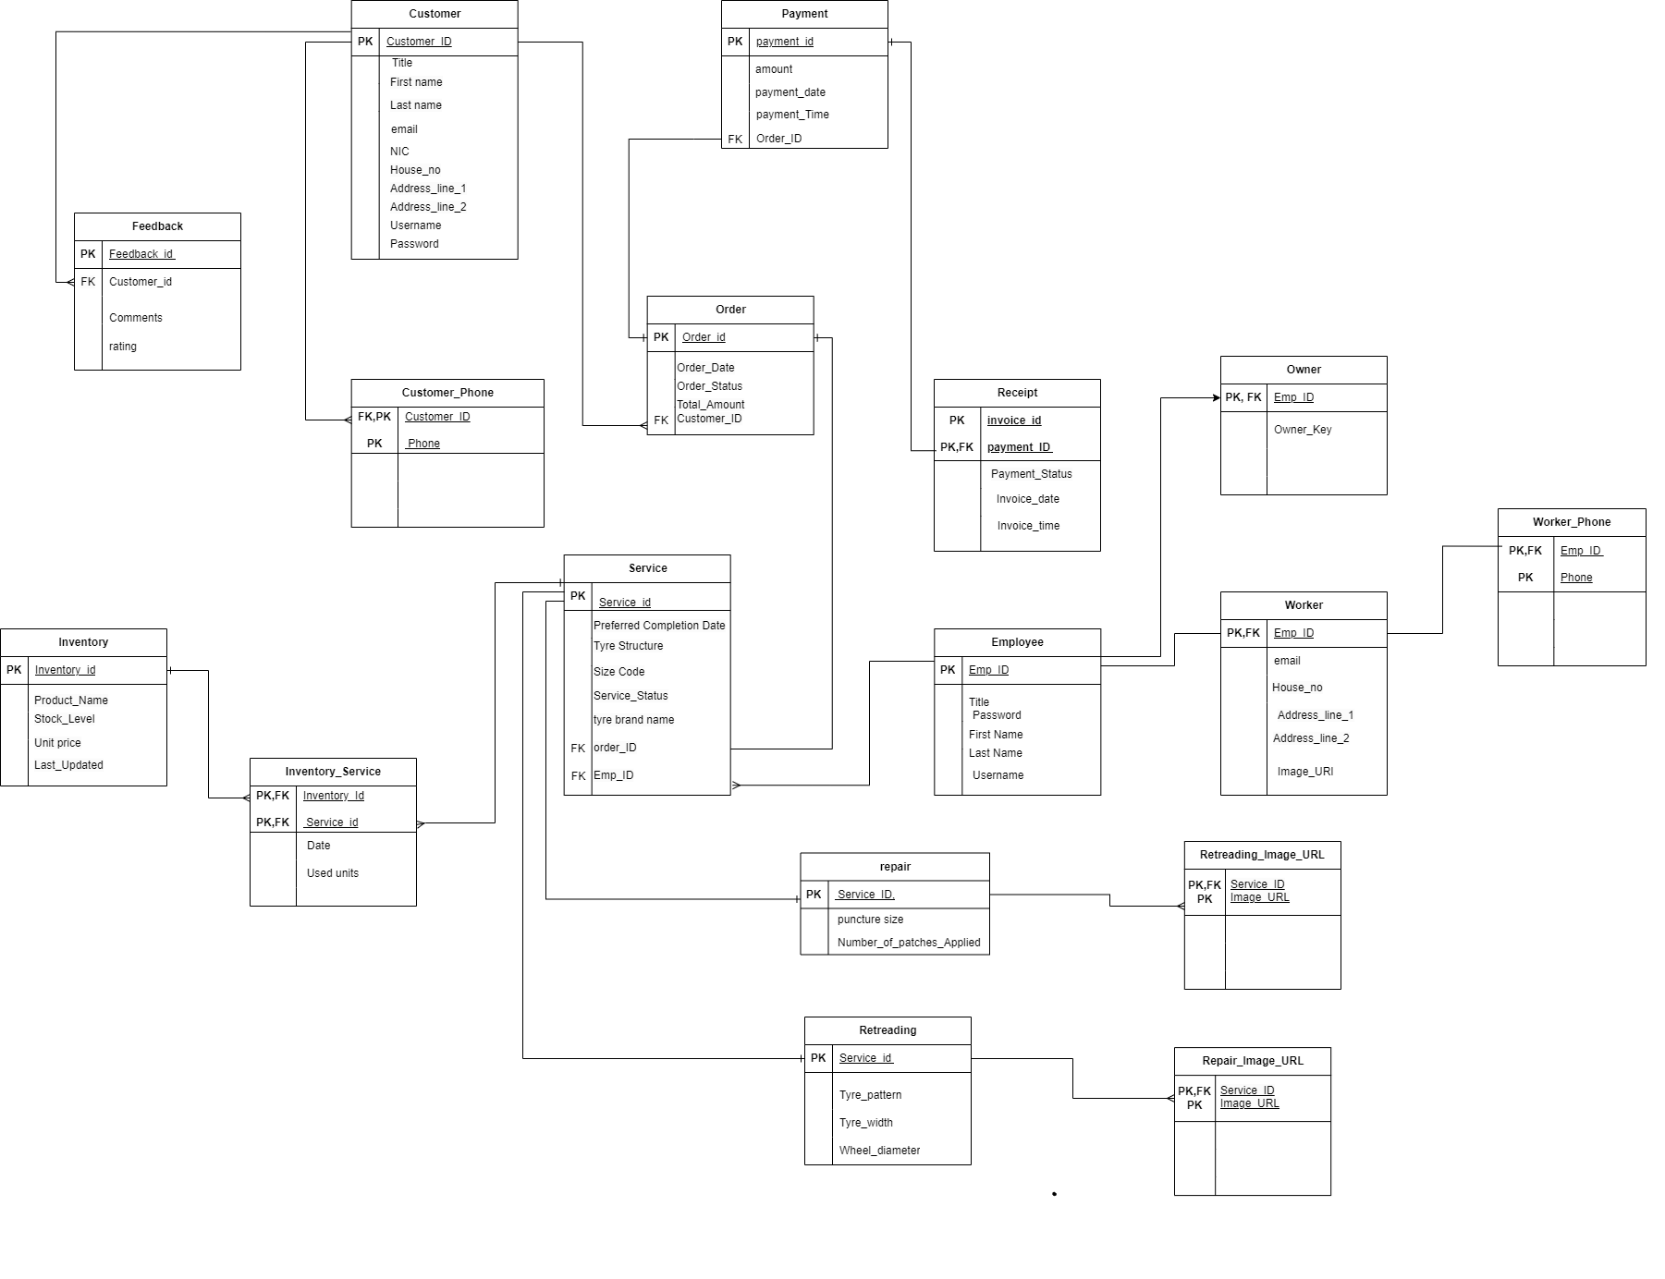 Customer
PK Customer_ID
Title
First name
Last name
email
NIC
House_no
Address_line_1
Address_line_2
Username
Password
Payment
PK payment_id
amount
payment_date
payment_Time
FK Order_ID
Feedback
PK Feedback_id
FK Customer_id
Comments
rating
Order
PK Order_id
Order_Date
Order_Status
Total_Amount
FK Customer_ID
Customer_Phone
FK,PK Customer_ID
PK Phone
Receipt
PK invoice_id
PK,FK payment_ID
Payment_Status
Invoice_date
Invoice_time
Owner
PK, FK Emp_ID
Owner_Key
Worker_Phone
PK,FK Emp_ID
PK Phone
Service
PK Service_id
Preferred Completion Date
Tyre Structure
Size Code
Service_Status
tyre brand name
FK order_ID
FK Emp_ID
Worker
PK,FK Emp_ID
email
House_no
Address_line_1
Address_line_2
Image_URl
Inventory
PK Inventory_id
Product_Name
Stock_Level
Unit price
Last_Updated
Employee
PK Emp_ID
Title
Password
First Name
Last Name
Username
Inventory_Service
PK,FK Inventory_Id
PK,FK Service_id
Date
Used units
repair
PK Service_ID,
puncture size
Number_of_patches_Applied
Retreading_Image_URL
PK,FK Service_ID
PK Image_URL
Retreading
PK Service_id
Tyre_pattern
Tyre_width
Wheel_diameter
Repair_Image_URL
PK,FK Service_ID
PK Image_URL